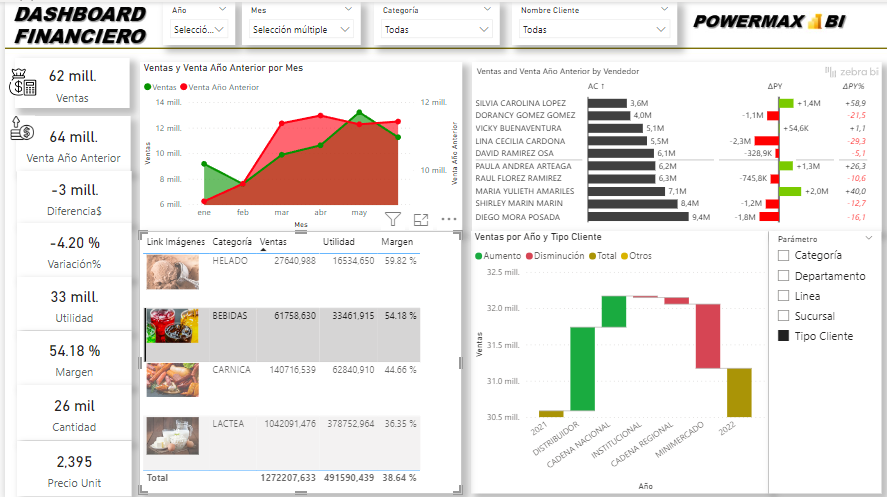 DASHBOARD
FINANCIERO
Año
Selecció...
Mes
Selección múltiple
Categoría
Todas
Nombre Cliente
Todas
POWERMAX BI
62 mill.
Ventas
64 mill.
Venta Año Anterior
-3 mill.
Diferencia$
-4.20 %
Variación%
33 mill.
Utilidad
54.18 %
Margen
26 mil
Cantidad
2,395
Precio Unit
Ventas y Venta Año Anterior por Mes
Ventas Venta Año Anterior
14 mill.
12 mill.
10 mill.
8 mill.
6 mill.
Ventas
12 mill.
10 mill.
Venta Año Anterior
ene feb mar abr may
Mes
Ventas and Venta Año Anterior by Vendedor
zebra bi
AC ↑ ΔPY ΔPY%
SILVIA CAROLINA LOPEZ 3,6M +1,4M +58,9
DORANCY GOMEZ GOMEZ 4,0M -1,1M -21,5
VICKY BUENAVENTURA 5,1M +54,6K +1,1
LINA CECILIA CARDONA 5,5M -2,3M -29,3
DAVID RAMIREZ OSA 6,1M -328,9K -5,1
PAULA ANDREA ARTEAGA 6,2M +1,3M +26,3
RAUL FLOREZ RAMIREZ 6,3M -745,8K -10,6
MARIA YULIETH AMARILES 7,1M +2,0M +40,0
SHIRLEY MARIN MARIN 8,4M -1,2M -12,7
DIEGO MORA POSADA 9,4M -1,8M -16,1
Link Imágenes Categoría Ventas Utilidad Margen
HELADO 27640,988 16534,650 59.82 %
BEBIDAS 61758,630 33461,915 54.18 %
CARNICA 140716,539 62840,910 44.66 %
LACTEA 1042091,476 378752,964 36.35 %
Total 1272207,633 491590,439 38.64 %
Ventas por Año y Tipo Cliente
Aumento Disminución Total Otros
32.5 mill.
32.0 mill.
31.5 mill.
31.0 mill.
30.5 mill.
Ventas
2021 DISTRIBUIDOR CADENA NACIONAL INSTITUCIONAL CADENA REGIONAL MINIMERCADO 2022
Año
Parámetro
Categoría
Departamento
Linea
Sucursal
Tipo Cliente